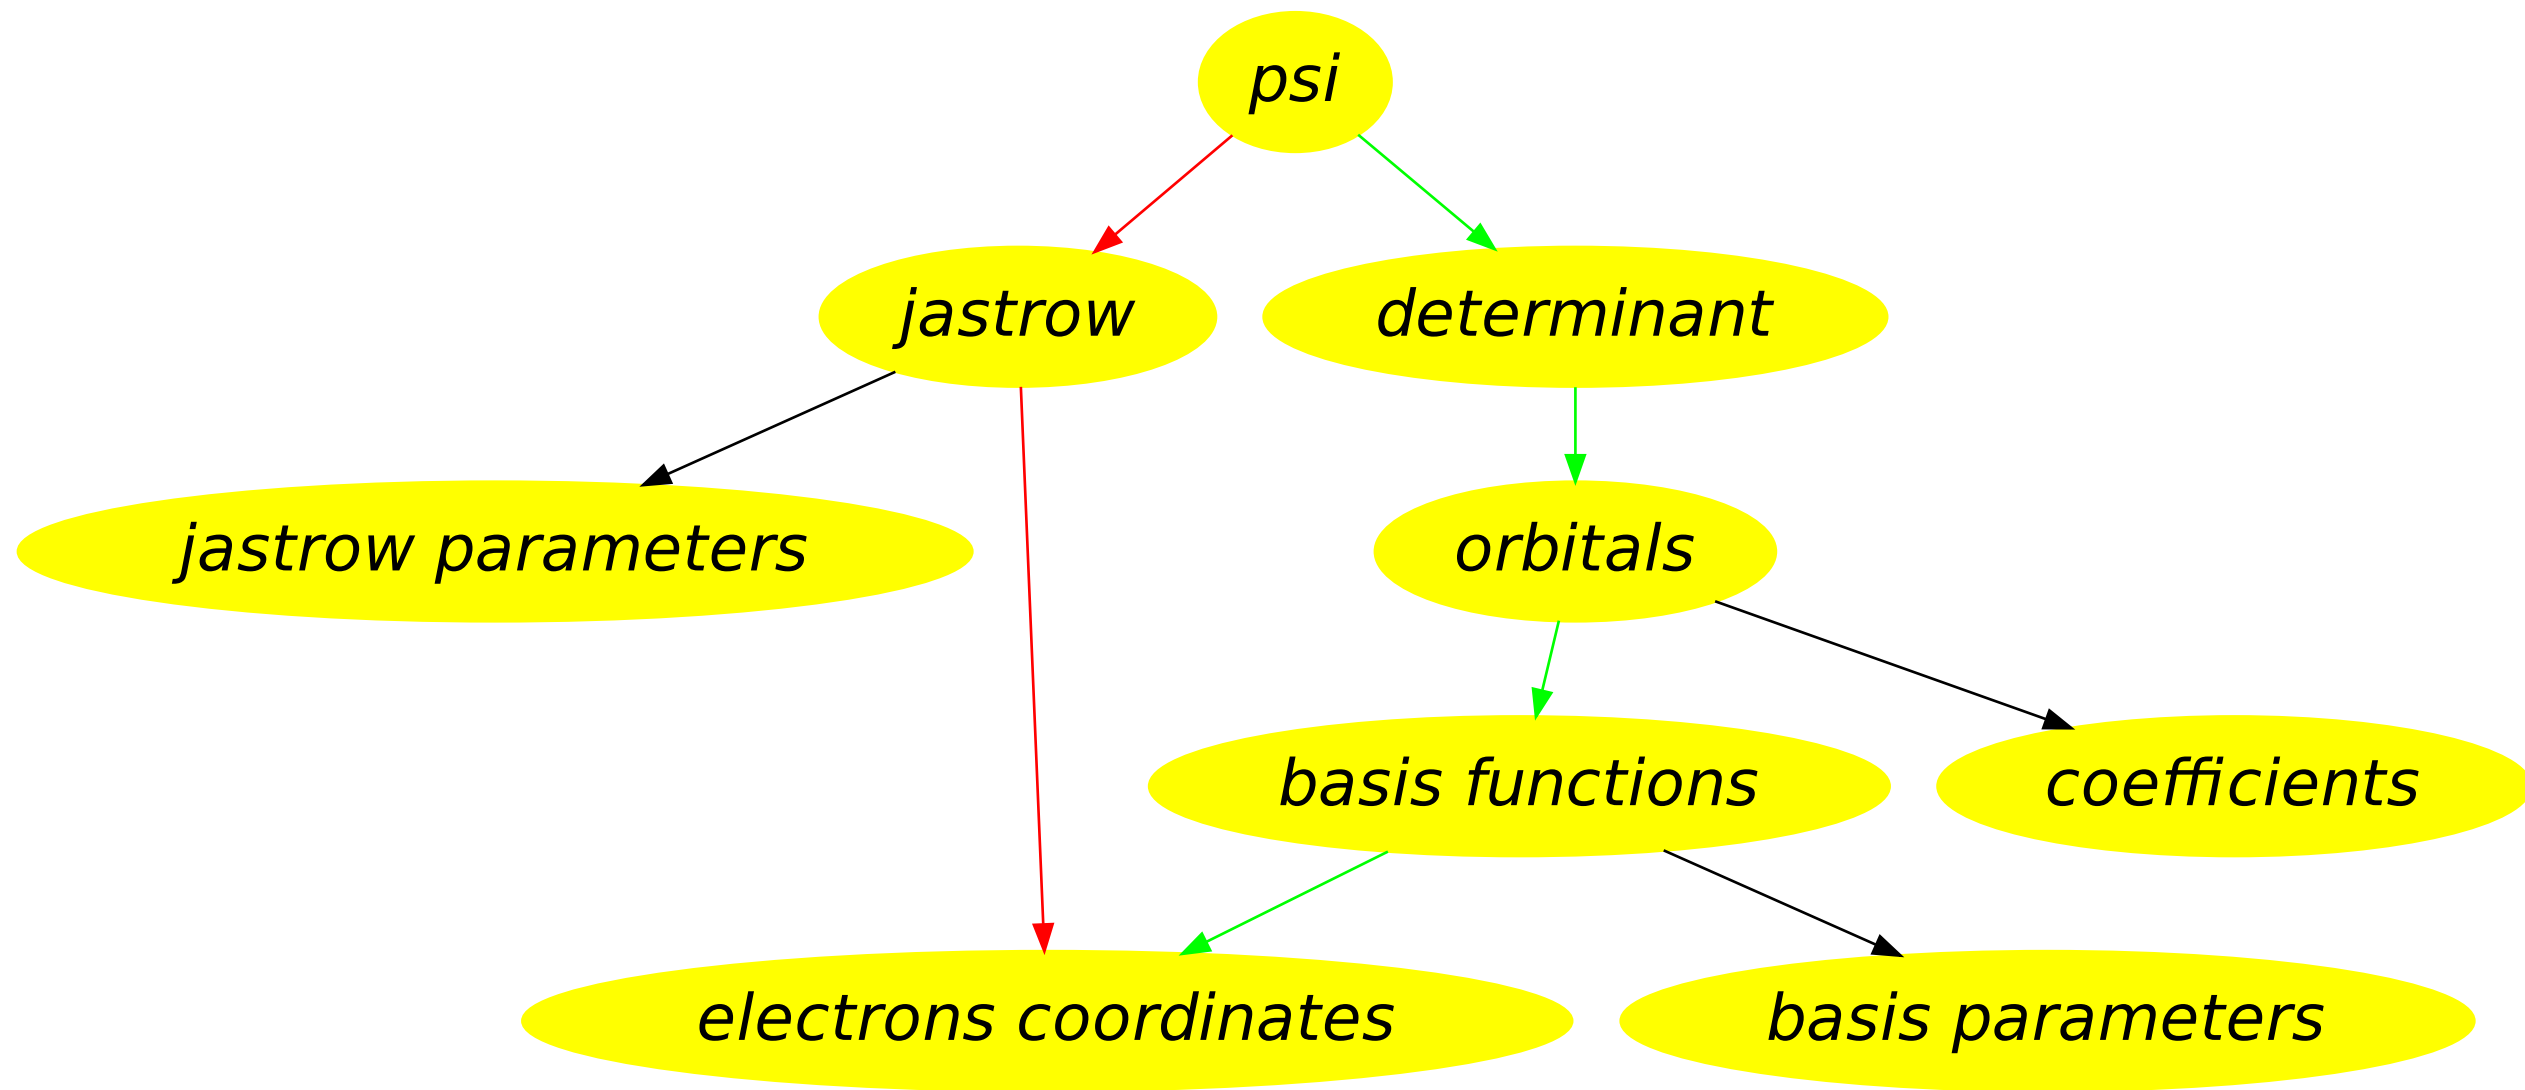 psi
jastrow
determinant
jastrow parameters
orbitals
basis functions
coefficients
electrons coordinates
basis parameters